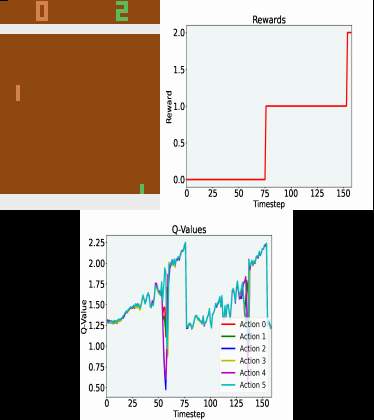 0 2
Rewards
2.0
1.5
1.0
0.5
0.0
Reward
0 25 50 75 100 125 150
Timestep
Q-Values
2.25
2.00
1.75
1.50
1.25
1.00
0.75
0.50
Q-Value
Action 0
Action 1
Action 2
Action 3
Action 4
Action 5
0 25 50 75 100 125 150
Timestep